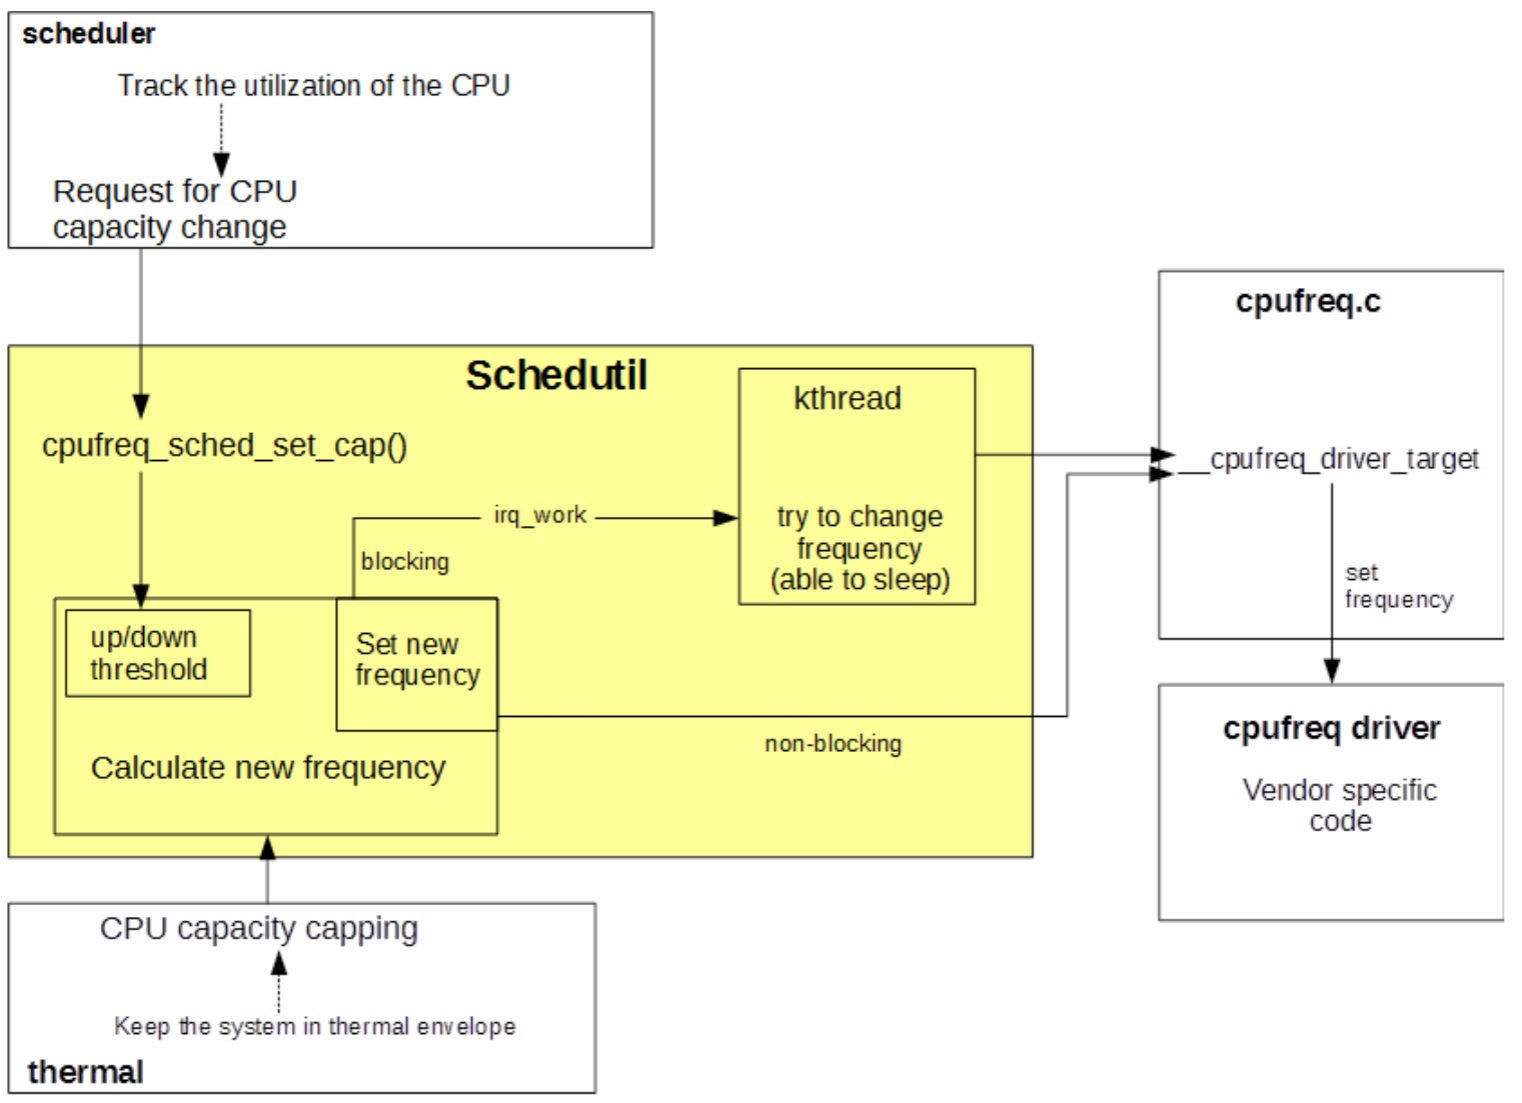 scheduler
Track the utilization of the CPU
Request for CPU
capacity change
Schedutil
cpufreq_sched_set_cap()
blocking
irq_work
kthread
try to change
frequency
(able to sleep)
up/down
threshold
Set new
frequency
Calculate new frequency
non-blocking
cpufreq.c
__cpufreq_driver_target
set
frequency
cpufreq driver
Vendor specific
code
CPU capacity capping
Keep the system in thermal envelope
thermal